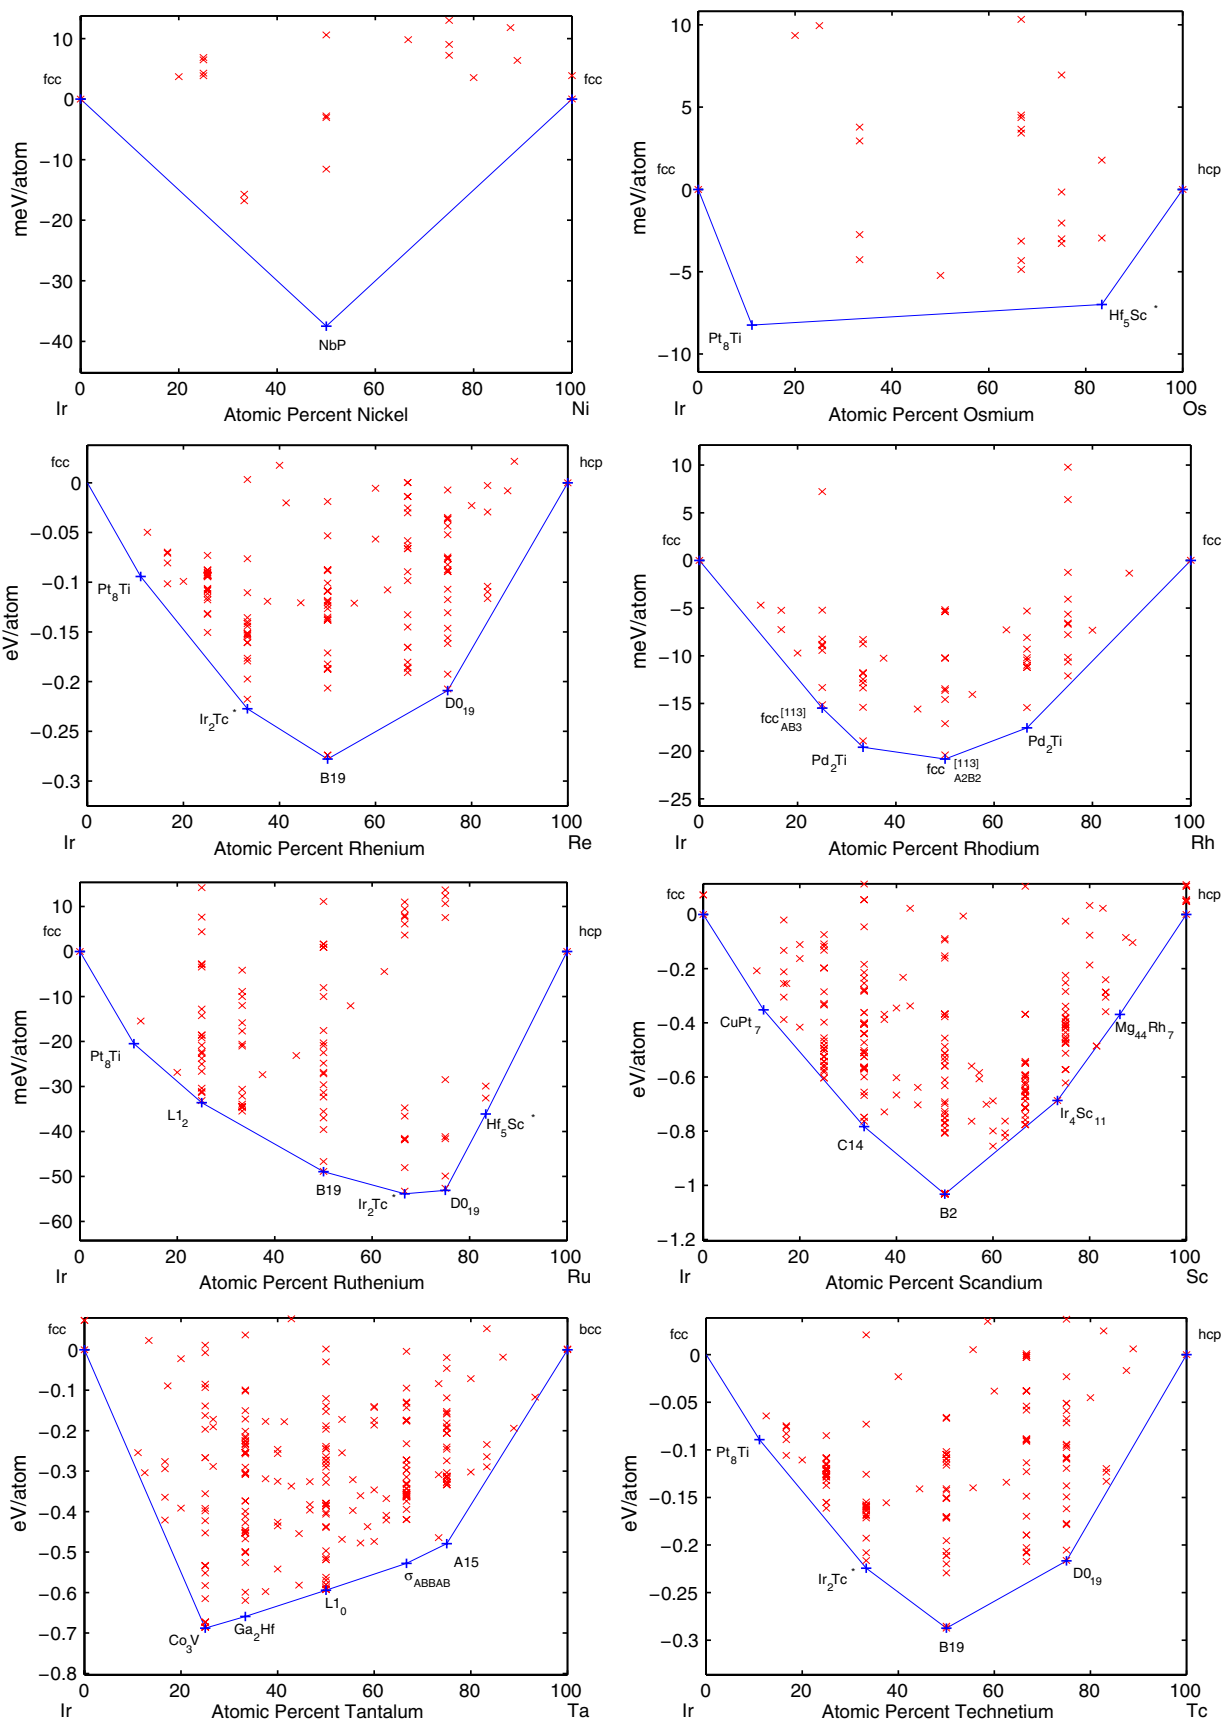 10
0
−10
−20
−30
−40
meV/atom
fcc
fcc
NbP
0 20 40 60 80 100
Ir Atomic Percent Nickel Ni
10
5
0
−5
−10
meV/atom
fcc
hcp
Pt8Ti
Hf5Sc *
0 20 40 60 80 100
Ir Atomic Percent Osmium Os
0
−0.05
−0.1
−0.15
−0.2
−0.25
−0.3
eV/atom
fcc
hcp
Pt8Ti
Ir2Tc *
B19
D019
0 20 40 60 80 100
Ir Atomic Percent Rhenium Re
10
5
0
−5
−10
−15
−20
−25
meV/atom
fcc
fcc
fcc[113]AB3
Pd2Ti
fcc[113]A2B2
Pd2Ti
0 20 40 60 80 100
Ir Atomic Percent Rhodium Rh
10
0
−10
−20
−30
−40
−50
−60
meV/atom
fcc
hcp
Pt8Ti
L12
B19
Ir2Tc *
D019
Hf5Sc *
0 20 40 60 80 100
Ir Atomic Percent Ruthenium Ru
0
−0.2
−0.4
−0.6
−0.8
−1
−1.2
eV/atom
fcc
hcp
CuPt7
C14
B2
Ir4Sc11
Mg44Rh7
0 20 40 60 80 100
Ir Atomic Percent Scandium Sc
0
−0.1
−0.2
−0.3
−0.4
−0.5
−0.6
−0.7
−0.8
eV/atom
fcc
bcc
Co3V
Ga2Hf
L10
σABBAB
A15
0 20 40 60 80 100
Ir Atomic Percent Tantalum Ta
0
−0.05
−0.1
−0.15
−0.2
−0.25
−0.3
eV/atom
fcc
hcp
Pt8Ti
Ir2Tc *
B19
D019
0 20 40 60 80 100
Ir Atomic Percent Technetium Tc